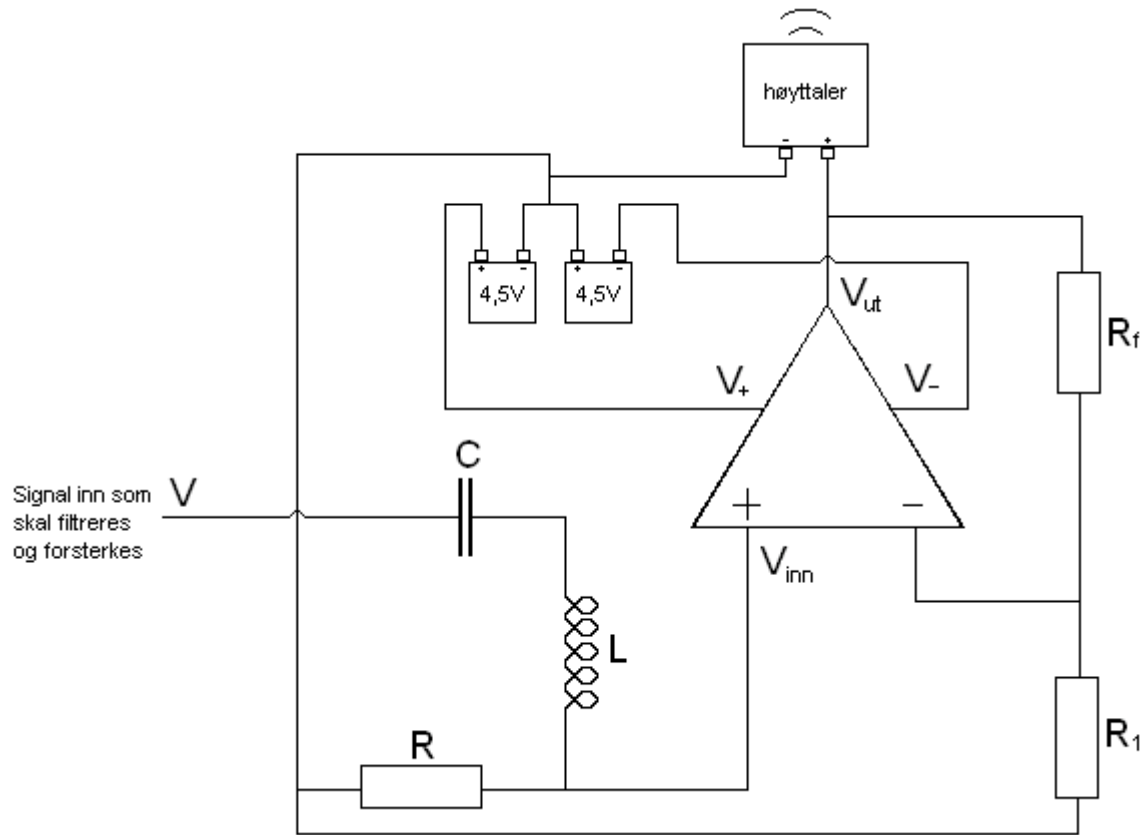 høyttaler
- +
+ - + -
4,5V 4,5V
Vut
Rf
V+ V-
C
Signal inn som
skal filtreres
og forsterkes
V
+ -
Vinn
L
R
R1